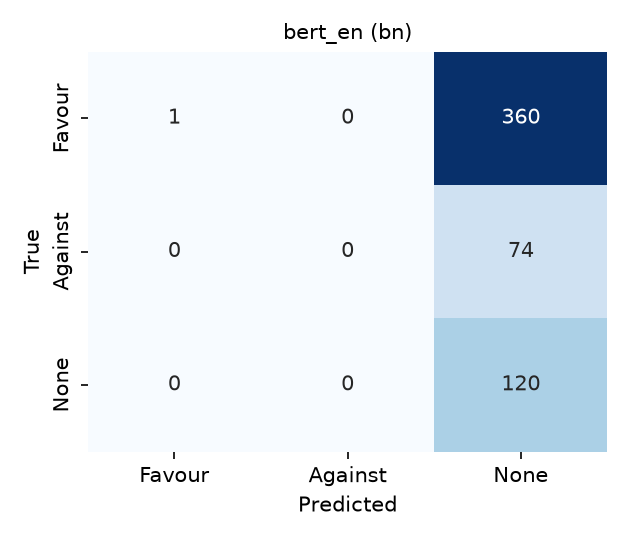 bert_en (bn)
True
Favour
1 0 360
Against
0 0 74
None
0 0 120
Favour Against None
Predicted